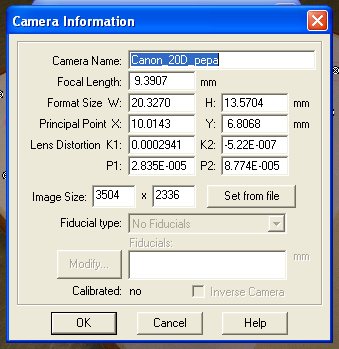 Camera Information
Camera Name: Canon_20D_pepa
Focal Length: 9.3907 mm
Format Size W: 20.3270 H: 13.5704 mm
Principal Point X: 10.0143 Y: 6.8068 mm
Lens Distortion K1: 0.0002941 K2: -5.22E-007
P1: 2.835E-005 P2: 8.774E-005
Image Size: 3504 x 2336 Set from file
Fiducial type: No Fiducials
Fiducials:
Modify... mm
Calibrated: no Inverse Camera
OK Cancel Help